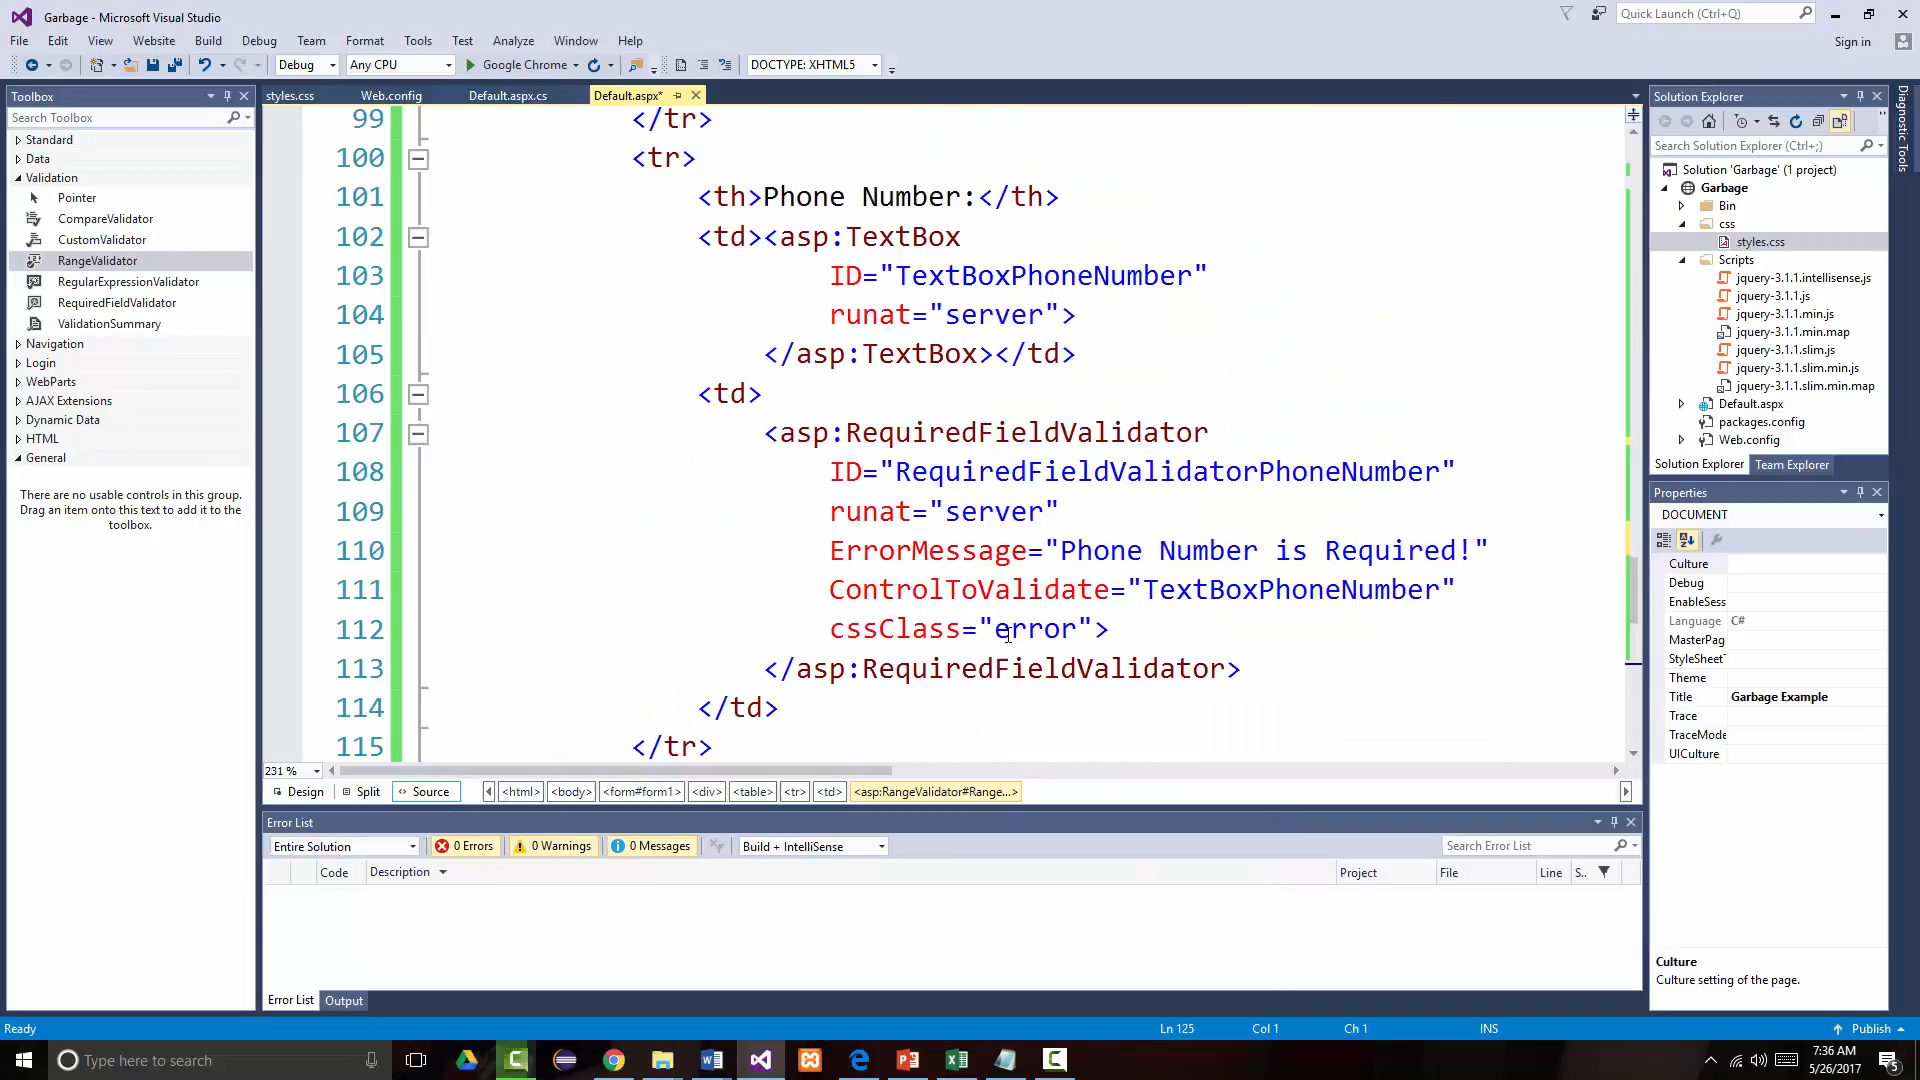 Garbage - Microsoft Visual Studio
Quick Launch (Ctrl+Q)
File Edit View Website Build Debug Team Format Tools Test Analyze Window Help
Sign in
Debug Any CPU Google Chrome DOCTYPE: XHTML5
Toolbox
Search Toolbox
Standard
Data
Validation
Pointer
CompareValidator
CustomValidator
RangeValidator
RegularExpressionValidator
RequiredFieldValidator
ValidationSummary
Navigation
Login
WebParts
AJAX Extensions
Dynamic Data
HTML
General
There are no usable controls in this group.
Drag an item onto this text to add it to the
toolbox.
styles.css Web.config Default.aspx.cs Default.aspx*
99 </tr>
100 <tr>
101 <th>Phone Number:</th>
102 <td><asp:TextBox
103 ID="TextBoxPhoneNumber"
104 runat="server">
105 </asp:TextBox></td>
106 <td>
107 <asp:RequiredFieldValidator
108 ID="RequiredFieldValidatorPhoneNumber"
109 runat="server"
110 ErrorMessage="Phone Number is Required!"
111 ControlToValidate="TextBoxPhoneNumber"
112 cssClass="error">
113 </asp:RequiredFieldValidator>
114 </td>
115 </tr>
231 %
Design Split Source <html> <body> <form#form1> <div> <table> <tr> <td> <asp:RangeValidator#Range...>
Error List
Entire Solution 0 Errors 0 Warnings 0 Messages Build + IntelliSense Search Error List
Code Description Project File Line S..
Error List Output
Solution Explorer
Search Solution Explorer (Ctrl+;)
Solution 'Garbage' (1 project)
Garbage
Bin
css
styles.css
Scripts
jquery-3.1.1.intellisense.js
jquery-3.1.1.js
jquery-3.1.1.min.js
jquery-3.1.1.min.map
jquery-3.1.1.slim.js
jquery-3.1.1.slim.min.js
jquery-3.1.1.slim.min.map
Default.aspx
packages.config
Web.config
Solution Explorer Team Explorer
Properties
DOCUMENT
Culture
Debug
EnableSess
Language C#
MasterPag
StyleSheetT
Theme
Title Garbage Example
Trace
TraceMode
UICulture
Culture
Culture setting of the page.
Diagnostic Tools
Ready Ln 125 Col 1 Ch 1 INS Publish
Type here to search
7:36 AM
5/26/2017
5